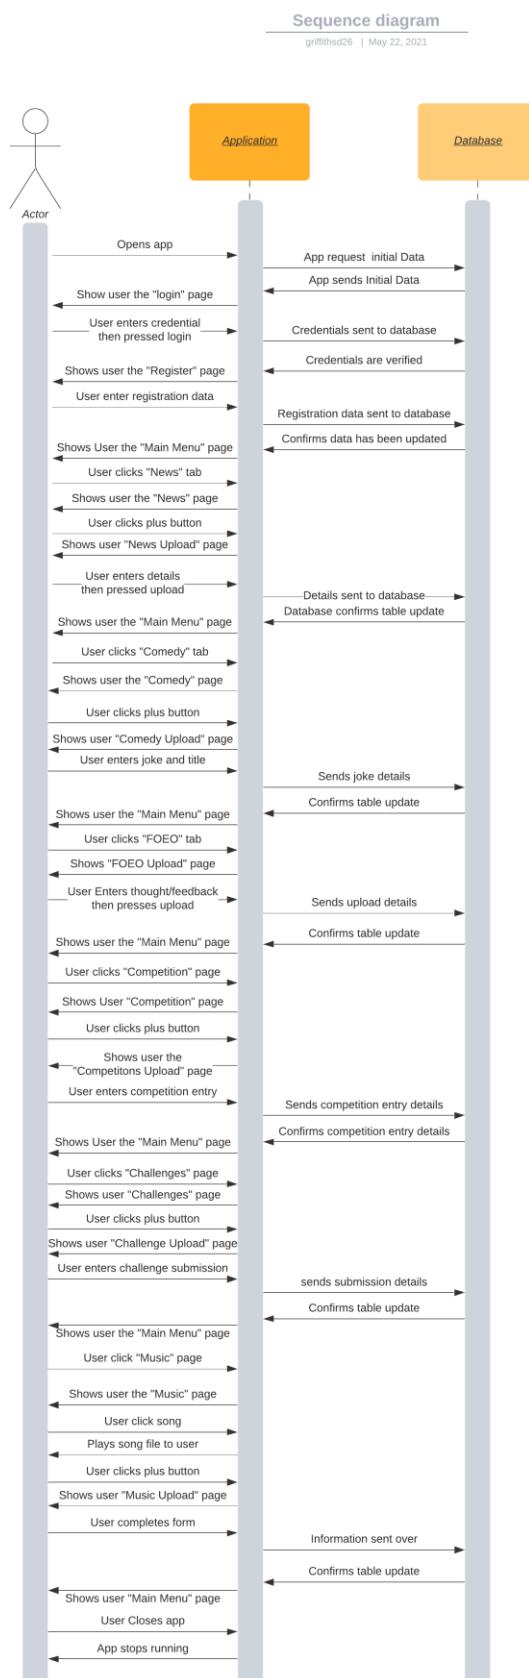 Sequence diagram
griffithsd26 | May 22, 2021
Application
Database
Actor
Opens app
App request initial Data
App sends Initial Data
Show user the "login" page
User enters credential
then pressed login
Credentials sent to database
Credentials are verified
Shows user the "Register" page
User enter registration data
Registration data sent to database
Confirms data has been updated
Shows User the "Main Menu" page
User clicks "News" tab
Shows user the "News" page
User clicks plus button
Shows user "News Upload" page
User enters details
then pressed upload
Details sent to database
Database confirms table update
Shows user the "Main Menu" page
User clicks "Comedy" tab
Shows user the "Comedy" page
User clicks plus button
Shows user "Comedy Upload" page
User enters joke and title
Sends joke details
Confirms table update
Shows user the "Main Menu" page
User clicks "FOEO" tab
Shows "FOEO Upload" page
User Enters thought/feedback
then presses upload
Sends upload details
Confirms table update
Shows user the "Main Menu" page
User clicks "Competition" page
Shows User "Competition" page
User clicks plus button
Shows user the
"Competitons Upload" page
User enters competition entry
Sends competition entry details
Confirms competition entry details
Shows User the "Main Menu" page
User clicks "Challenges" page
Shows user "Challenges" page
User clicks plus button
Shows user "Challenge Upload" page
User enters challenge submission
sends submission details
Confirms table update
Shows user the "Main Menu" page
User click "Music" page
Shows user the "Music" page
User click song
Plays song file to user
User clicks plus button
Shows user "Music Upload" page
User completes form
Information sent over
Confirms table update
Shows user "Main Menu" page
User Closes app
App stops running